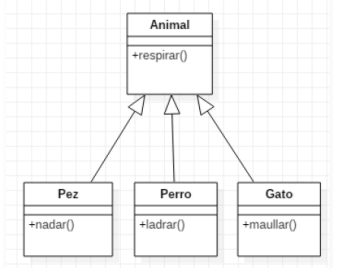 Animal
+respirar()
Pez
Perro
Gato
+nadar()
+ladrar()
+maullar()